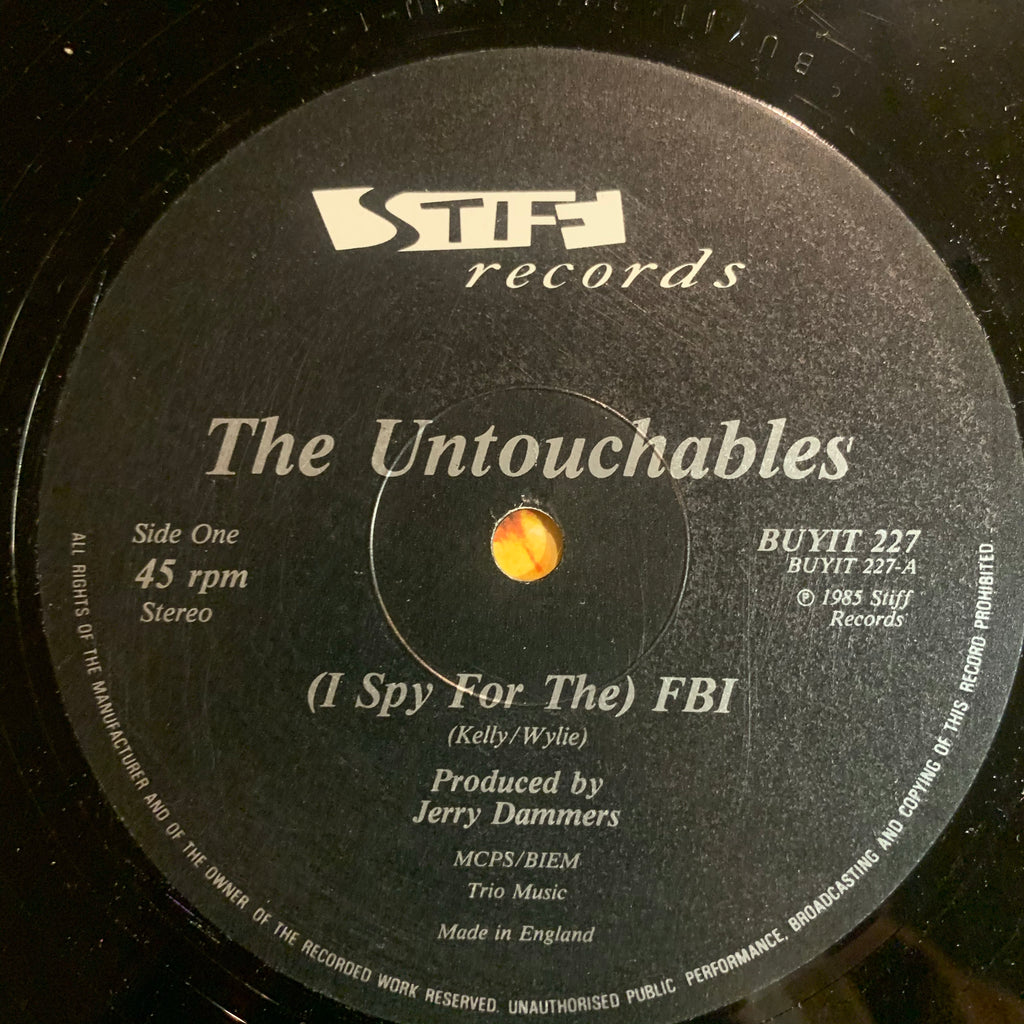 STIFF
records
The Untouchables
Side One
45 rpm
Stereo
BUYIT 227
BUYIT 227-A
℗ 1985 Stiff
Records
(I Spy For The) FBI
(Kelly/Wylie)
Produced by
Jerry Dammers
MCPS/BIEM
Trio Music
Made in England
ALL RIGHTS OF THE MANUFACTURER AND OF THE OWNER OF THE RECORDED WORK RESERVED. UNAUTHORISED PUBLIC PERFORMANCE, BROADCASTING AND COPYING OF THIS RECORD PROHIBITED.